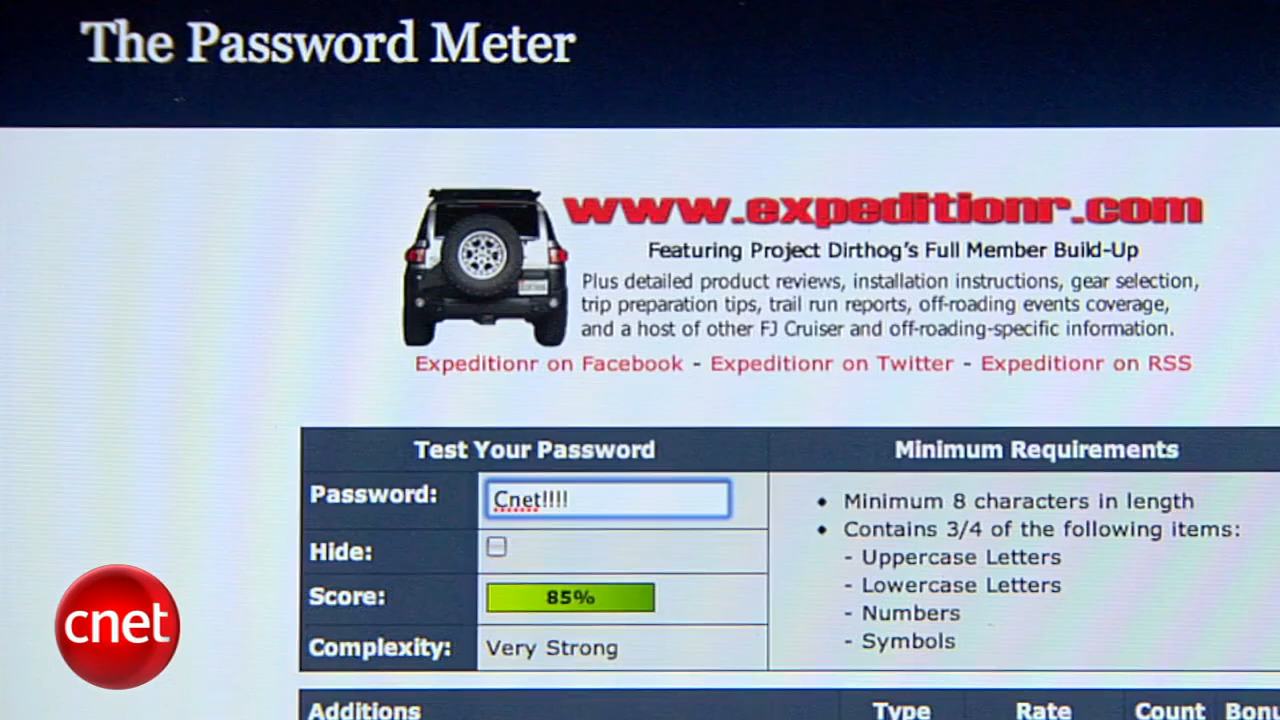 The Password Meter
www.expeditionr.com
Featuring Project Dirthog's Full Member Build-Up
Plus detailed product reviews, installation instructions, gear selection,
trip preparation tips, trail run reports, off-roading events coverage,
and a host of other FJ Cruiser and off-roading-specific information.
Expeditionr on Facebook - Expeditionr on Twitter - Expeditionr on RSS
Test Your Password
Password: Cnet!!!!
Hide:
Score: 85%
Complexity: Very Strong
Minimum Requirements
• Minimum 8 characters in length
• Contains 3/4 of the following items:
- Uppercase Letters
- Lowercase Letters
- Numbers
- Symbols
Additions Type Rate Count Bonu
cnet